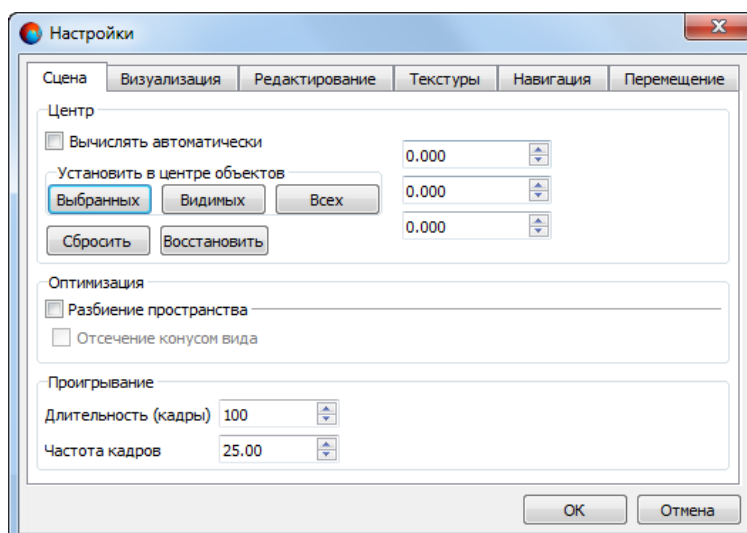 Настройки
Сцена Визуализация Редактирование Текстуры Навигация Перемещение
Центр
Вычислять автоматически
0.000
Установить в центре объектов
Выбранных Видимых Всех
0.000
Сбросить Восстановить
0.000
Оптимизация
Разбиение пространства
Отсечение конусом вида
Проигрывание
Длительность (кадры) 100
Частота кадров 25.00
OK Отмена